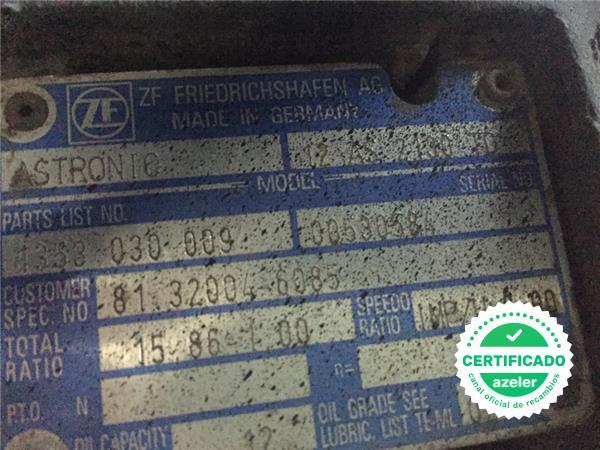 ZF FRIEDRICHSHAFEN AG
MADE IN GERMANY
ASTRONIC
MODEL
SERIAL NO
PARTS LIST NO.
1353 030 009
CUSTOMER SPEC. NO 81.32004-6085
TOTAL RATIO 15.86-1.00
SPEEDO RATIO
n=
P.T.O N
OIL CAPACITY 12
OIL GRADE SEE
LUBRIC. LIST TE-ML
CERTIFICADO
azeler
canal oficial de recambios